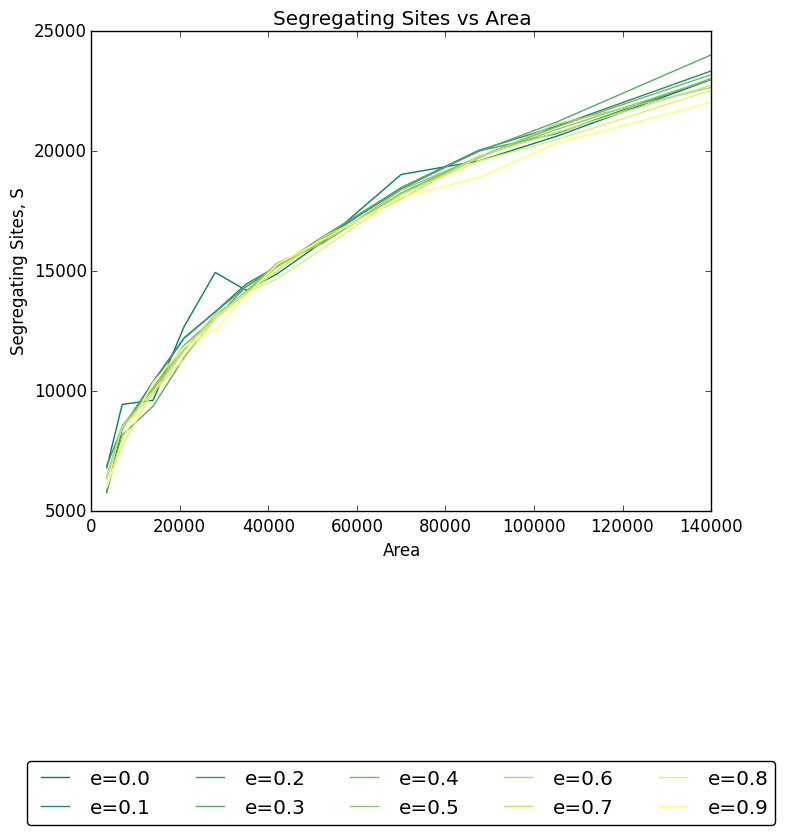 Segregating Sites vs Area
25000
20000
15000
10000
5000
Segregating Sites, S
0 20000 40000 60000 80000 100000 120000 140000
Area
e=0.0 e=0.2 e=0.4 e=0.6 e=0.8
e=0.1 e=0.3 e=0.5 e=0.7 e=0.9